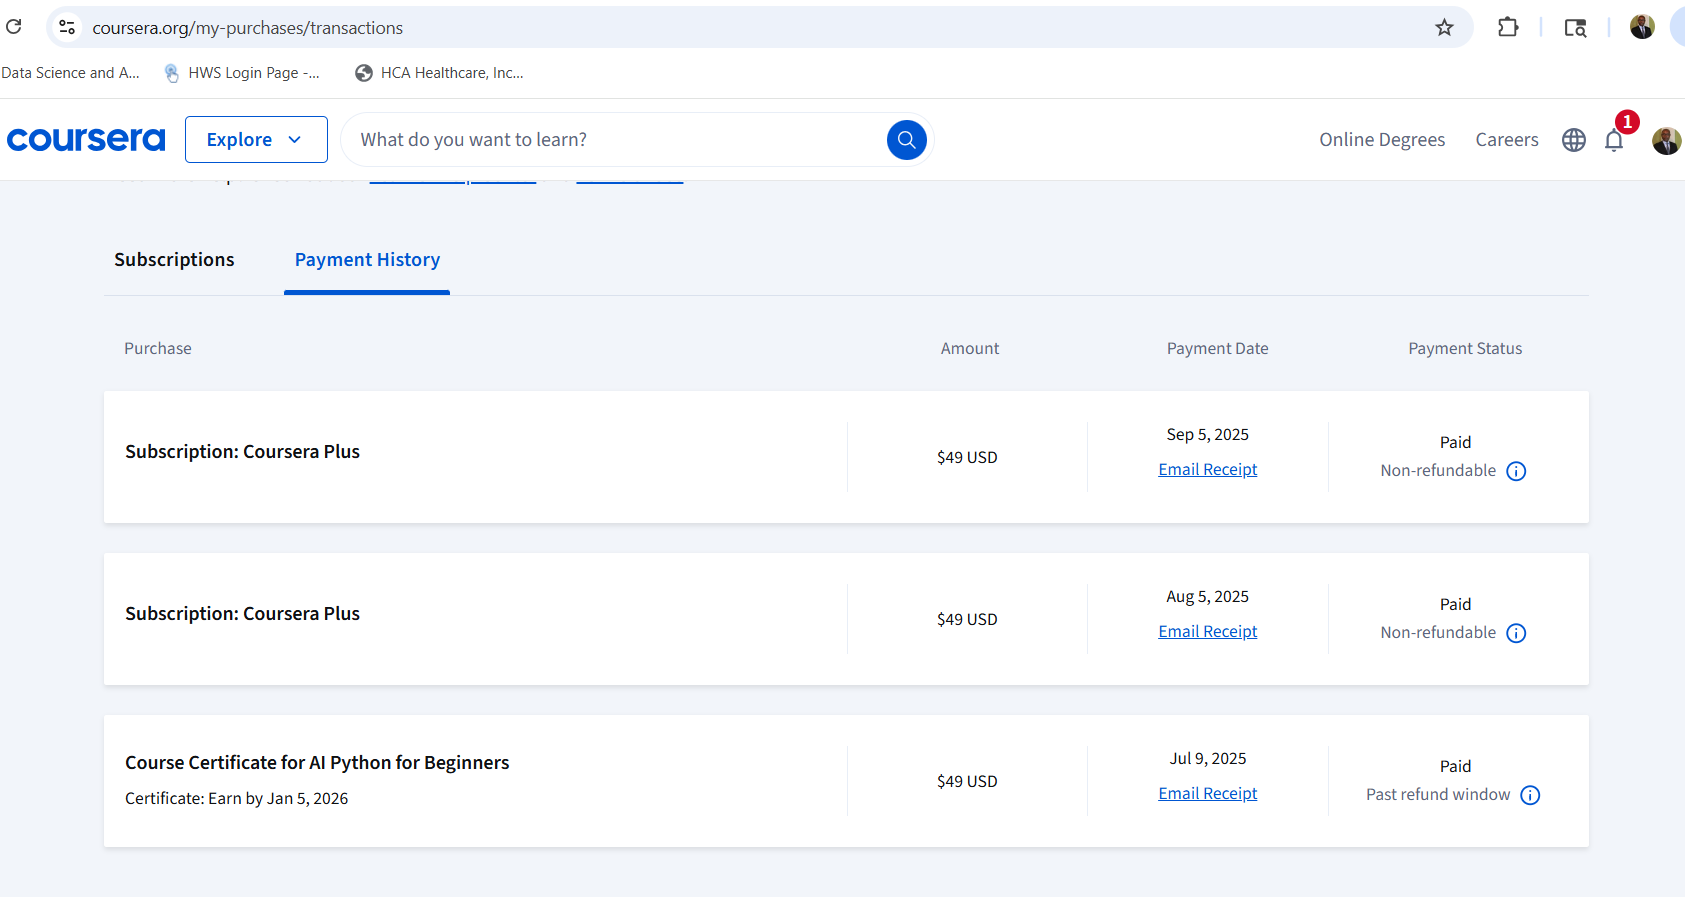 coursera.org/my-purchases/transactions
Data Science and A...
HWS Login Page -...
HCA Healthcare, Inc...
coursera
Explore
What do you want to learn?
Online Degrees
Careers
1
Subscriptions
Payment History
Purchase
Amount
Payment Date
Payment Status
Subscription: Coursera Plus
$49 USD
Sep 5, 2025
Email Receipt
Paid
Non-refundable
Subscription: Coursera Plus
$49 USD
Aug 5, 2025
Email Receipt
Paid
Non-refundable
Course Certificate for AI Python for Beginners
Certificate: Earn by Jan 5, 2026
$49 USD
Jul 9, 2025
Email Receipt
Paid
Past refund window